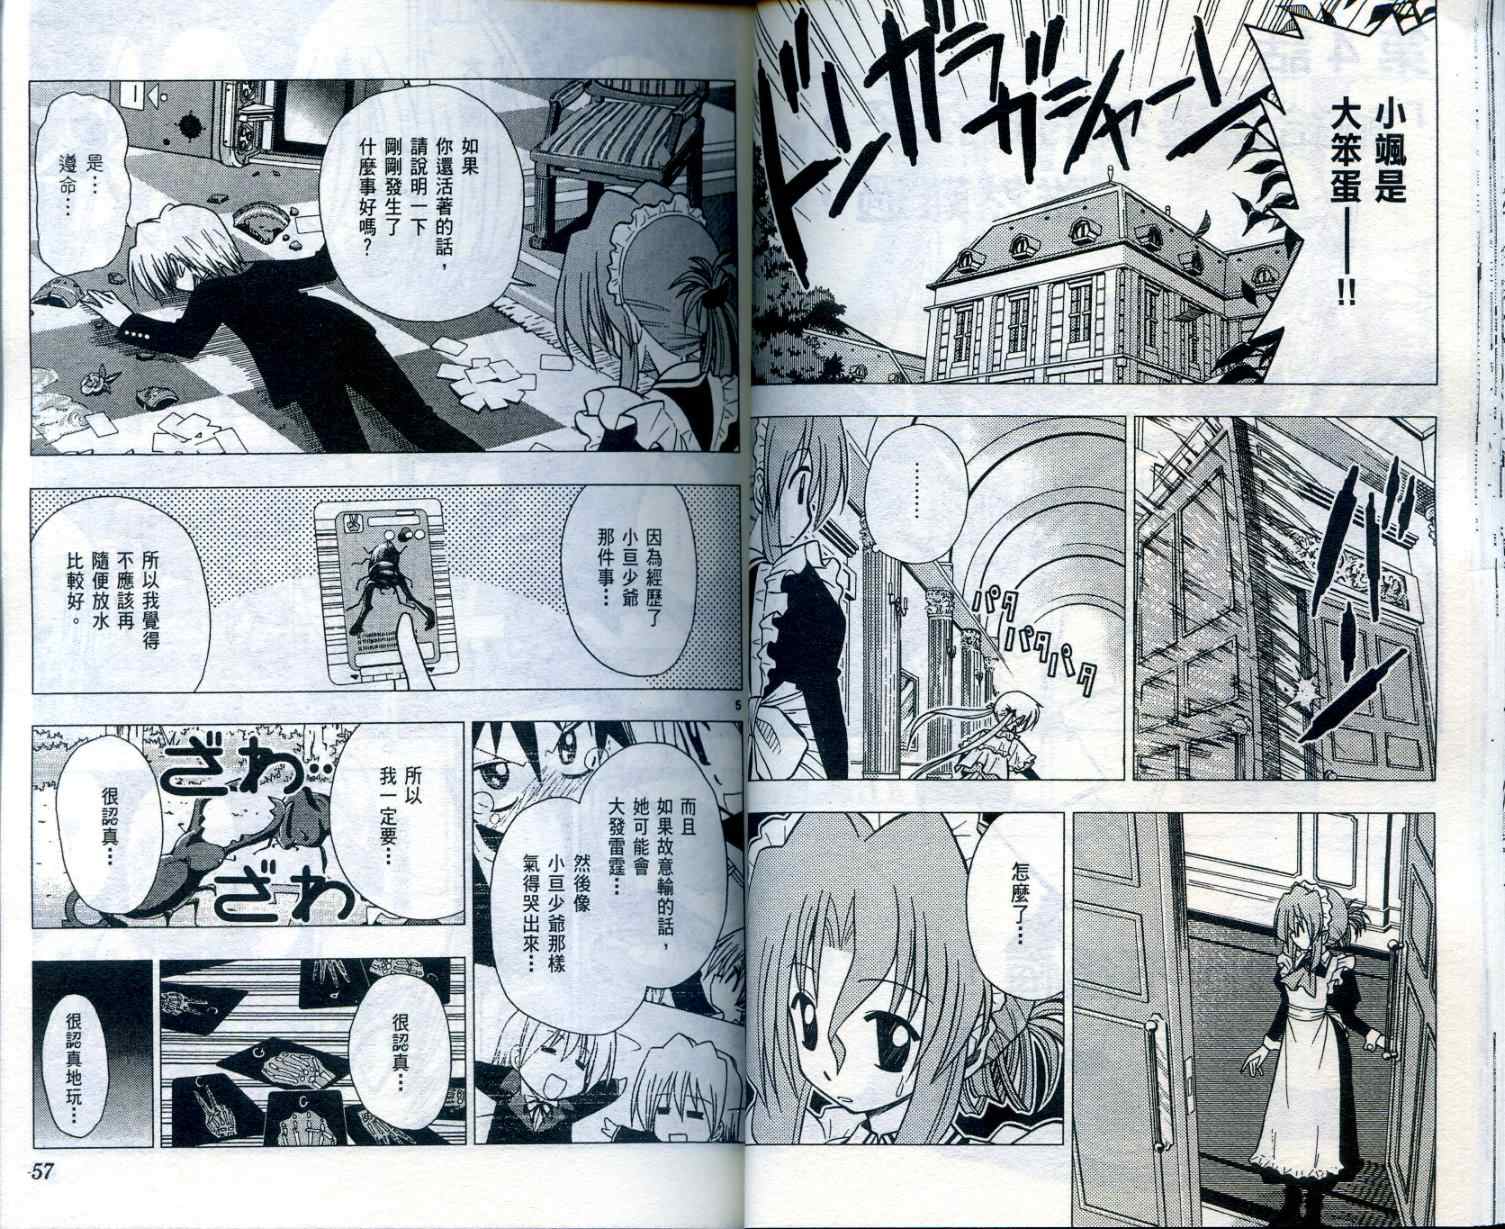 小颯是
大笨蛋——!!
ドンガラ
ガシャーン
………
パタ
パタパタ
怎麼了…
如果
你還活著的話，
請說明一下
剛剛發生了
什麼事好嗎？
是…
遵命…
因為經歷了
小亘少爺
那件事…
所以我覺得
不應該再
隨便放水
比較好。
而且
如果故意輸的話，
她可能會
大發雷霆…
然後像
小亘少爺那樣
氣得哭出來…
所以
我一定要…
ざわ…
ざわ
很認真…
很認真…
很認真地玩…
57